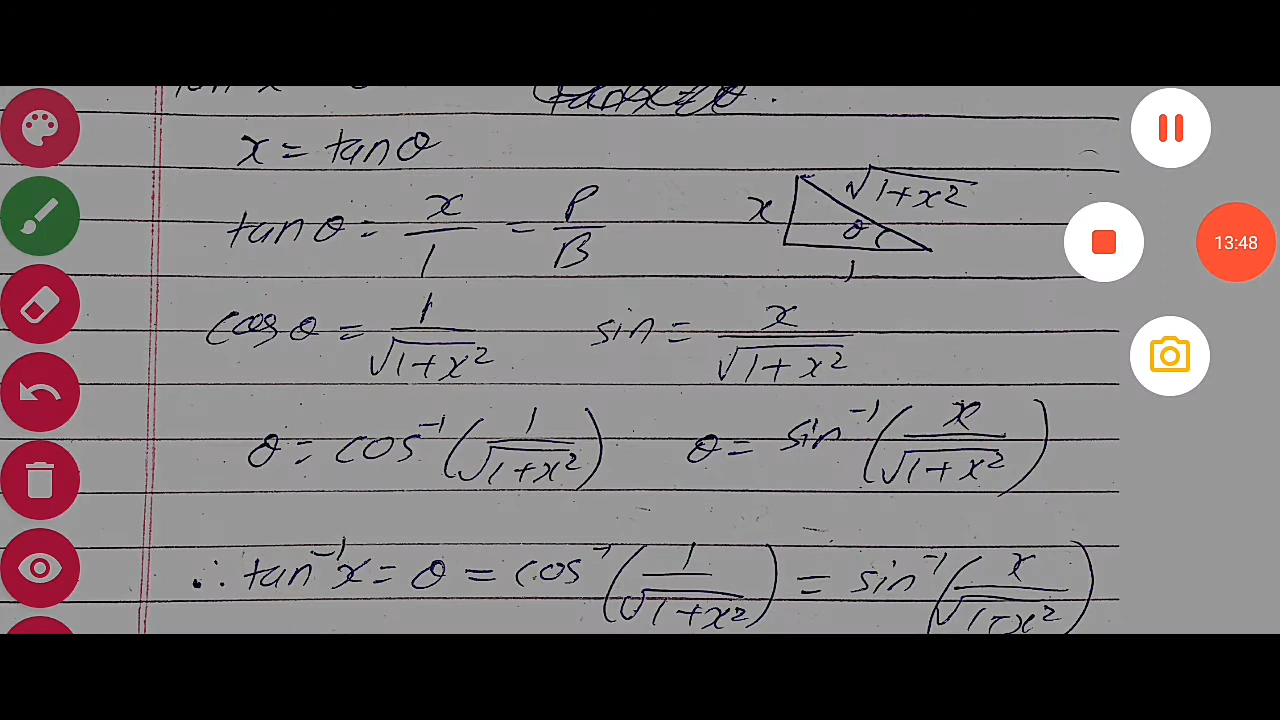 x = tanθ
tanθ = x/1 = P/B
x √1+x²
θ
1
cosθ = 1/√1+x² sin = x/√1+x²
θ = cos⁻¹(1/√1+x²) θ = sin⁻¹(x/√1+x²)
∴ tan⁻¹x = θ = cos⁻¹(1/√1+x²) = sin⁻¹(x/√1+x²)
13:48